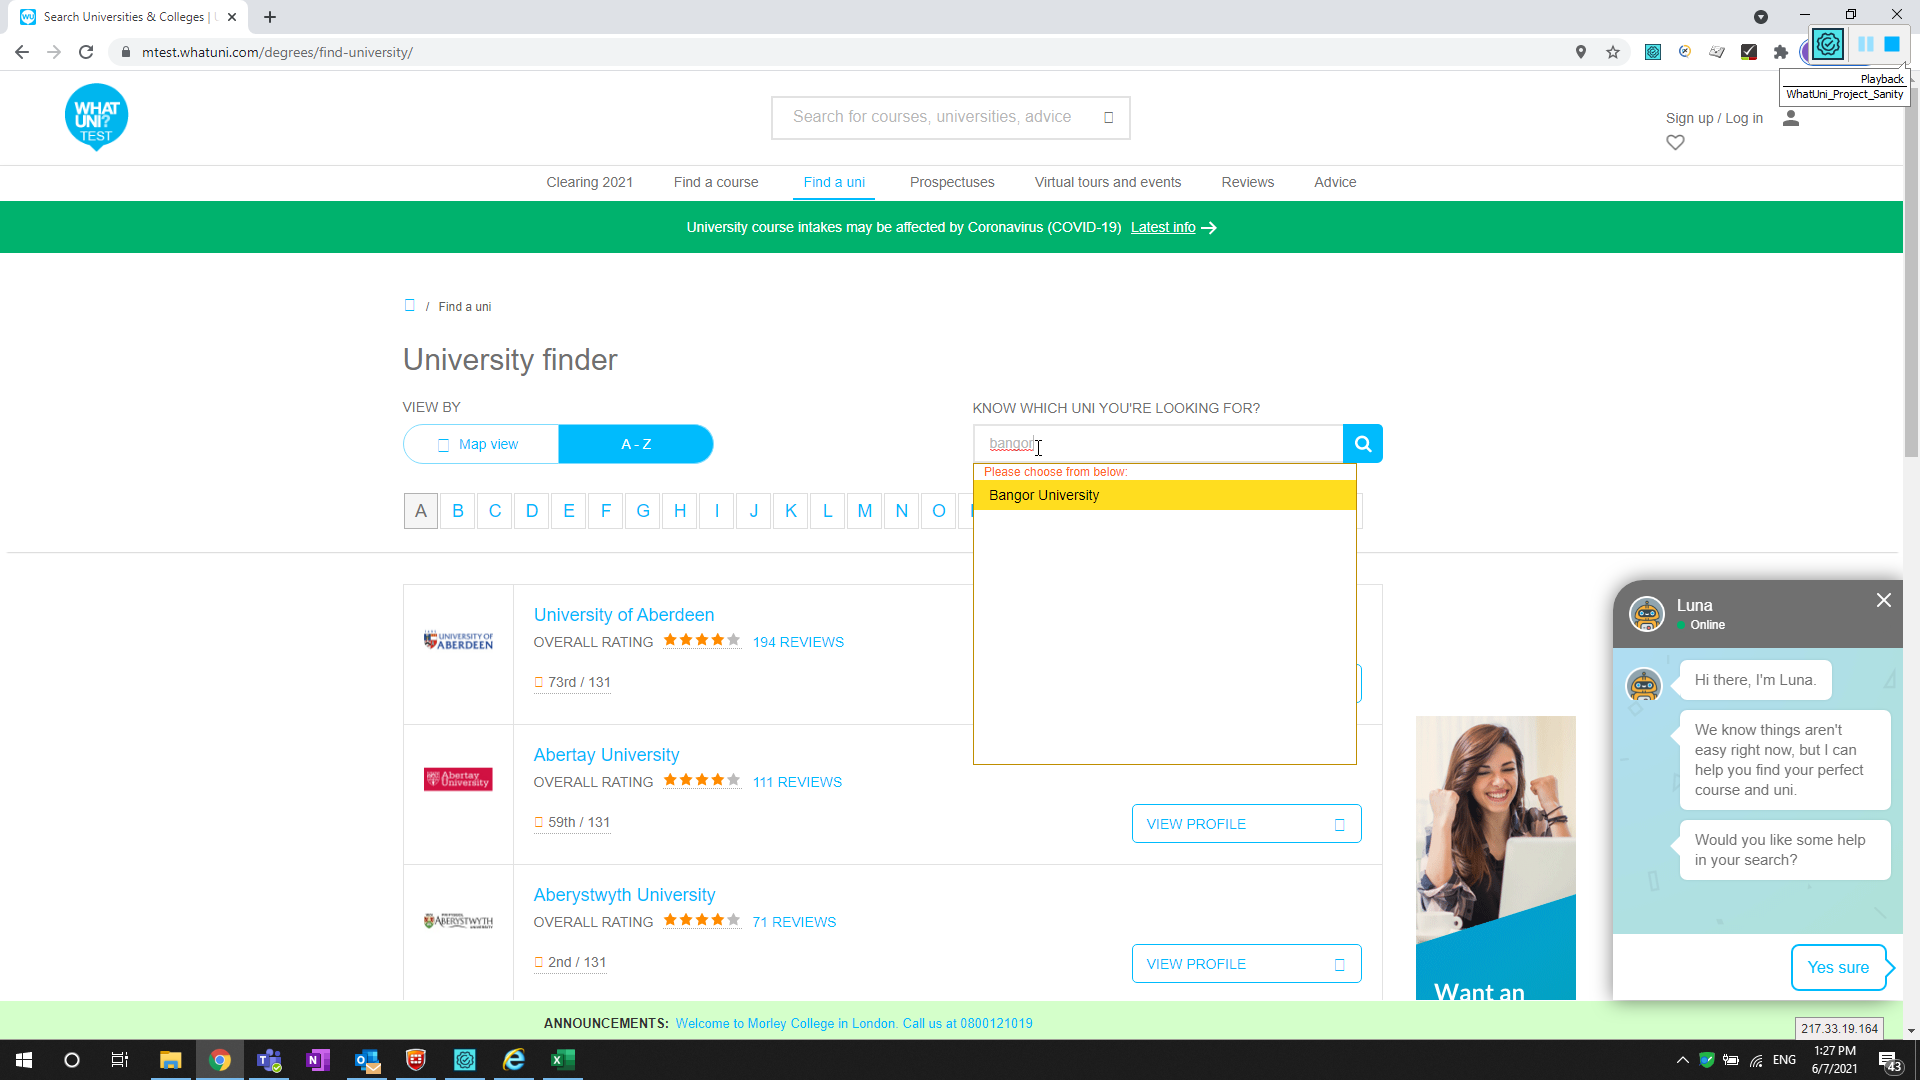 Search Universities & Colleges |
mtest.whatuni.com/degrees/find-university/
Playback
WhatUni_Project_Sanity
WHAT
UNI?
TEST
Search for courses, universities, advice
Sign up / Log in
Clearing 2021 Find a course Find a uni Prospectuses Virtual tours and events Reviews Advice
University course intakes may be affected by Coronavirus (COVID-19) Latest info
/ Find a uni
University finder
VIEW BY
KNOW WHICH UNI YOU'RE LOOKING FOR?
Map view A - Z
bangor
Please choose from below:
Bangor University
A B C D E F G H I J K L M N O
UNIVERSITY OF
ABERDEEN
University of Aberdeen
OVERALL RATING 194 REVIEWS
73rd / 131
Abertay
University
Abertay University
OVERALL RATING 111 REVIEWS
59th / 131
VIEW PROFILE
ABERYSTWYTH
Aberystwyth University
OVERALL RATING 71 REVIEWS
2nd / 131
VIEW PROFILE
Want an
Luna
Online
Hi there, I'm Luna.
We know things aren't
easy right now, but I can
help you find your perfect
course and uni.
Would you like some help
in your search?
Yes sure
ANNOUNCEMENTS: Welcome to Morley College in London. Call us at 0800121019
217.33.19.164
ENG
1:27 PM
6/7/2021
43